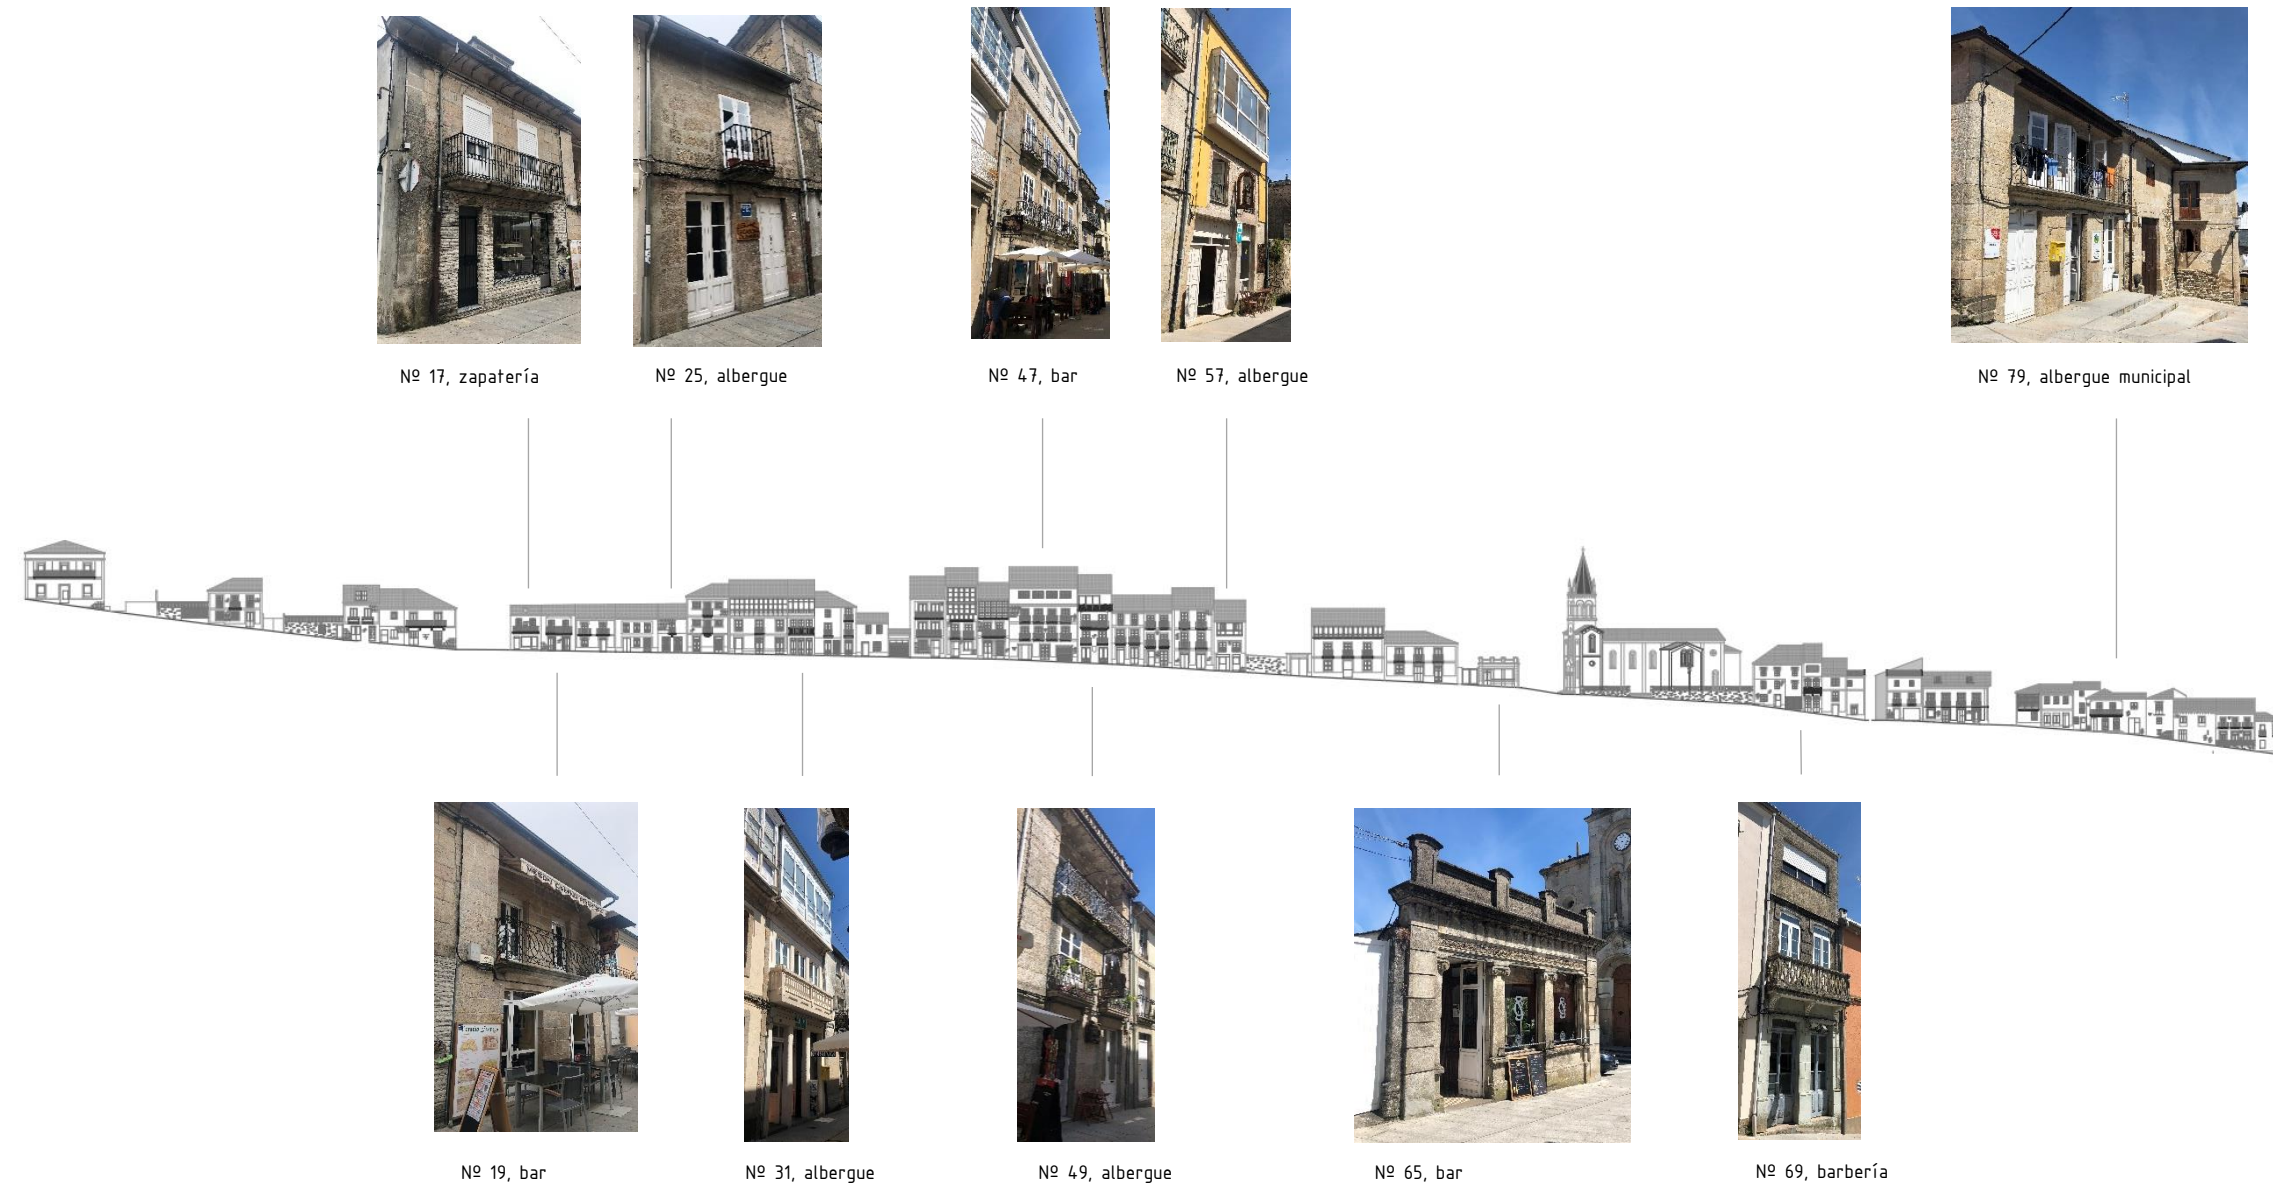 Nº 17, zapatería
Nº 25, albergue
Nº 47, bar
Nº 57, albergue
Nº 79, albergue municipal
Nº 19, bar
Nº 31, albergue
Nº 49, albergue
Nº 65, bar
Nº 69, barbería